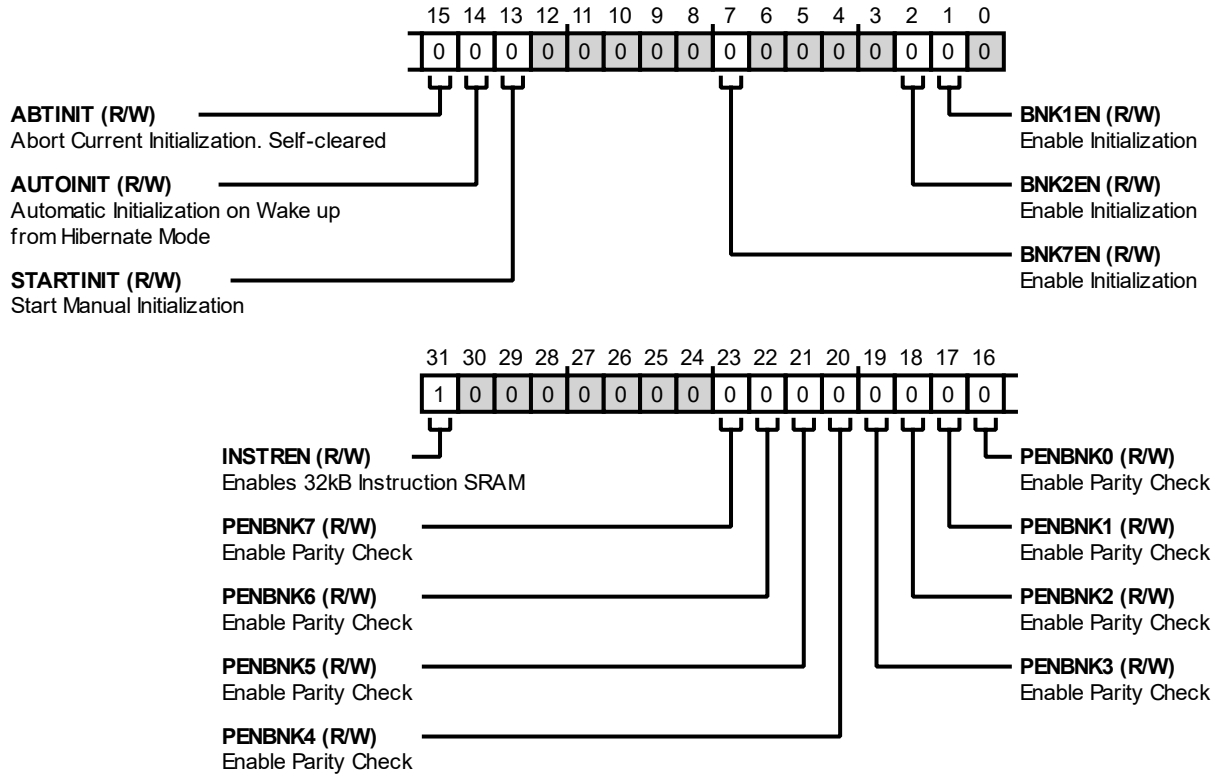 15 14 13 12 11 10 9 8 7 6 5 4 3 2 1 0
0 0 0 0 0 0 0 0 0 0 0 0 0 0 0 0
ABTINIT (R/W)
Abort Current Initialization. Self-cleared
AUTOINIT (R/W)
Automatic Initialization on Wake up
from Hibernate Mode
STARTINIT (R/W)
Start Manual Initialization
BNK1EN (R/W)
Enable Initialization
BNK2EN (R/W)
Enable Initialization
BNK7EN (R/W)
Enable Initialization
31 30 29 28 27 26 25 24 23 22 21 20 19 18 17 16
1 0 0 0 0 0 0 0 0 0 0 0 0 0 0 0
INSTREN (R/W)
Enables 32kB Instruction SRAM
PENBNK7 (R/W)
Enable Parity Check
PENBNK6 (R/W)
Enable Parity Check
PENBNK5 (R/W)
Enable Parity Check
PENBNK4 (R/W)
Enable Parity Check
PENBNK0 (R/W)
Enable Parity Check
PENBNK1 (R/W)
Enable Parity Check
PENBNK2 (R/W)
Enable Parity Check
PENBNK3 (R/W)
Enable Parity Check